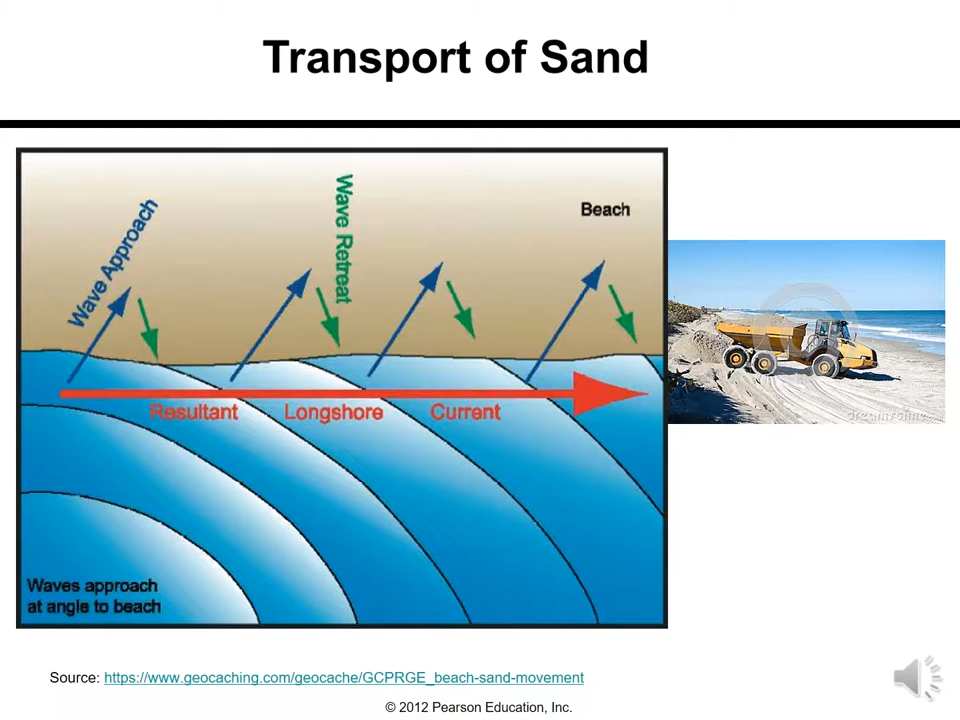 Transport of Sand
Wave Approach
Wave Retreat
Beach
Resultant Longshore Current
Waves approach
at angle to beach
dreamstime
Source: https://www.geocaching.com/geocache/GCPRGE_beach-sand-movement
© 2012 Pearson Education, Inc.